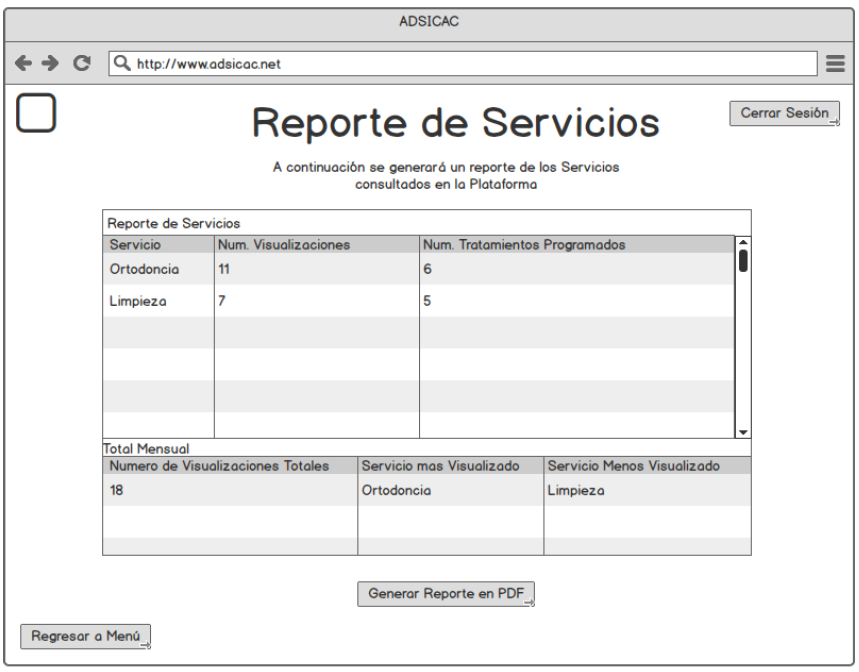 ADSICAC
http://www.adsicac.net
Reporte de Servicios
Cerrar Sesión
A continuación se generará un reporte de los Servicios
consultados en la Plataforma
Reporte de Servicios
Servicio Num. Visualizaciones Num. Tratamientos Programados
Ortodoncia 11 6
Limpieza 7 5
Total Mensual
Numero de Visualizaciones Totales Servicio mas Visualizado Servicio Menos Visualizado
18 Ortodoncia Limpieza
Generar Reporte en PDF
Regresar a Menú